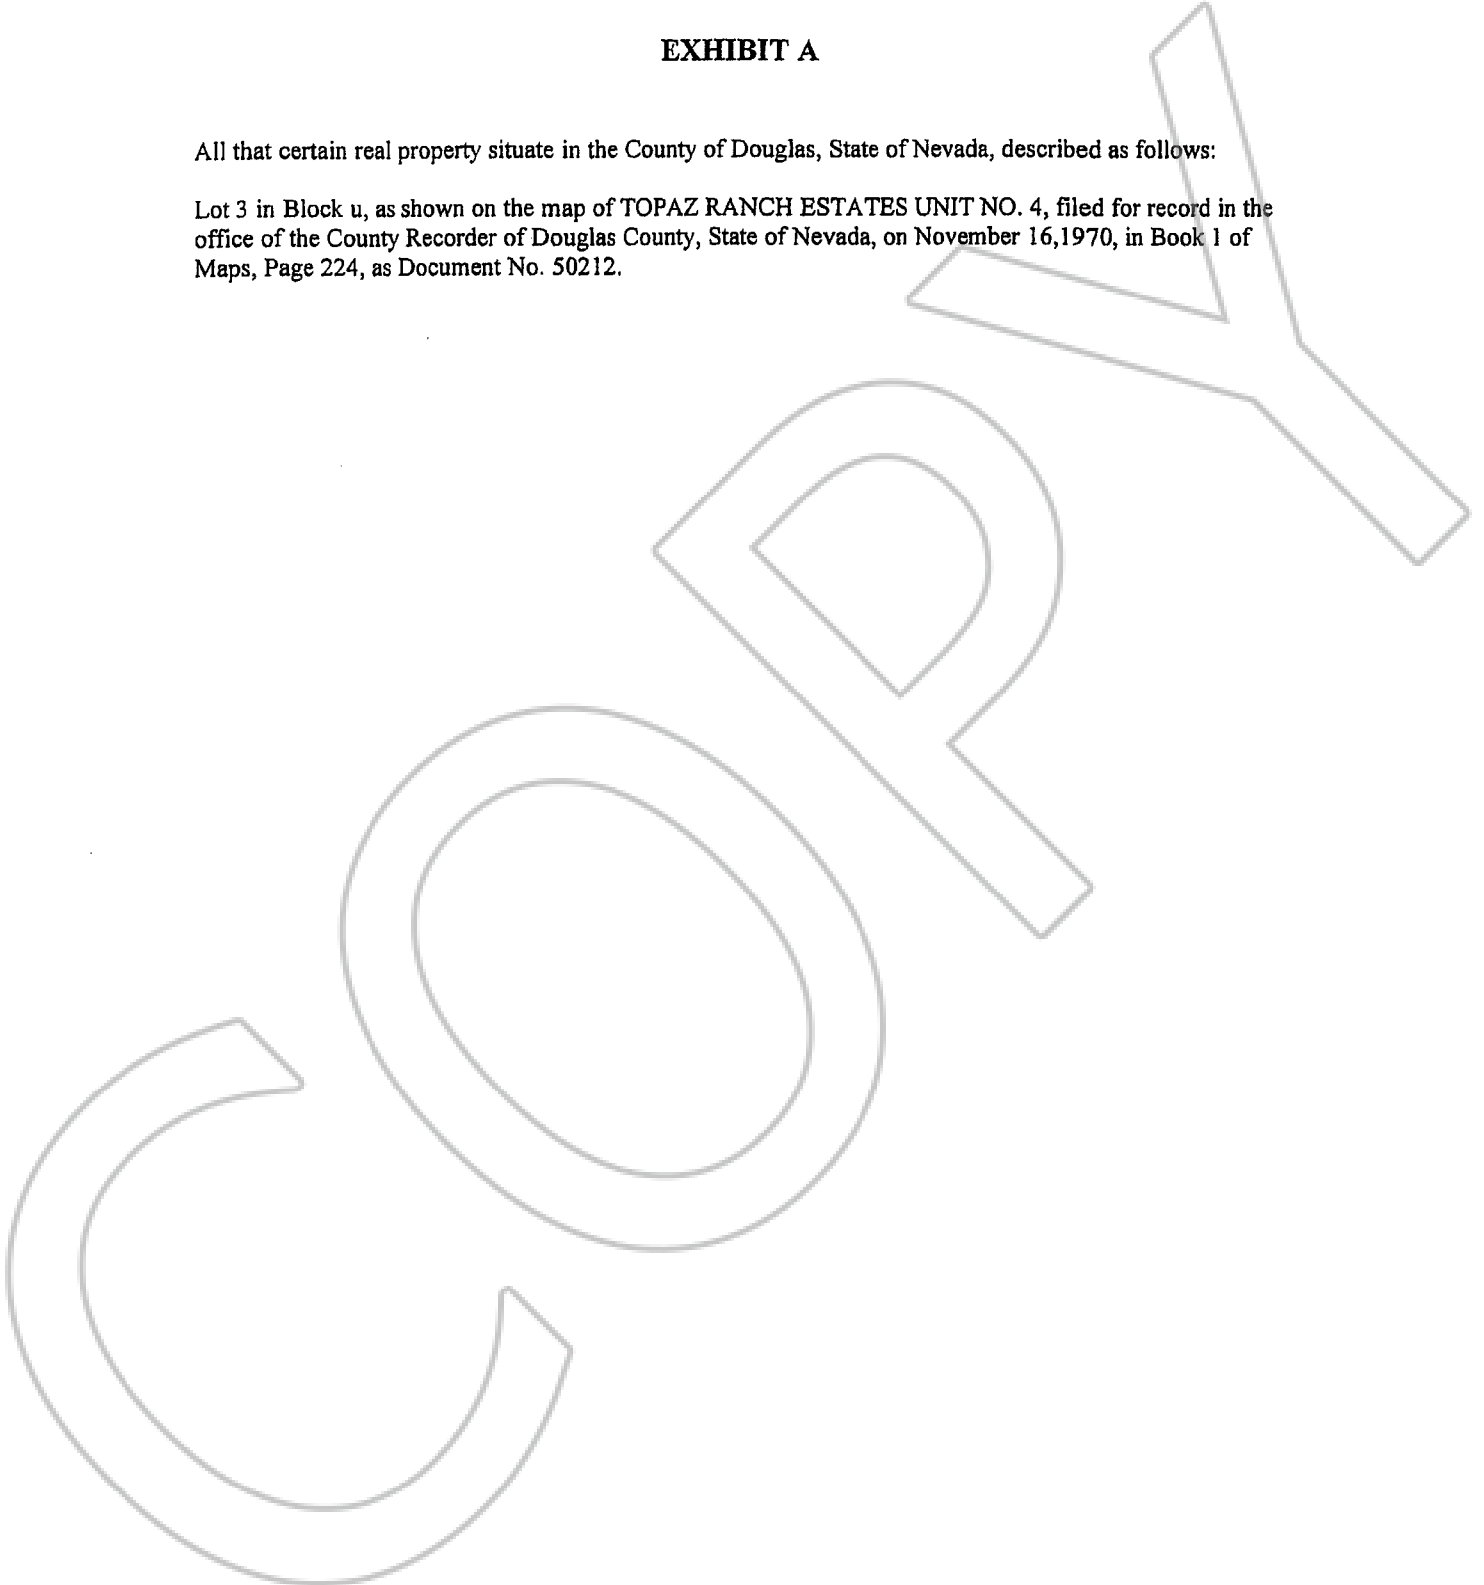 EXHIBIT A
All that certain real property situate in the County of Douglas, State of Nevada, described as follows:
Lot 3 in Block u, as shown on the map of TOPAZ RANCH ESTATES UNIT NO. 4, filed for record in the
office of the County Recorder of Douglas County, State of Nevada, on November 16,1970, in Book 1 of
Maps, Page 224, as Document No. 50212.
COPY